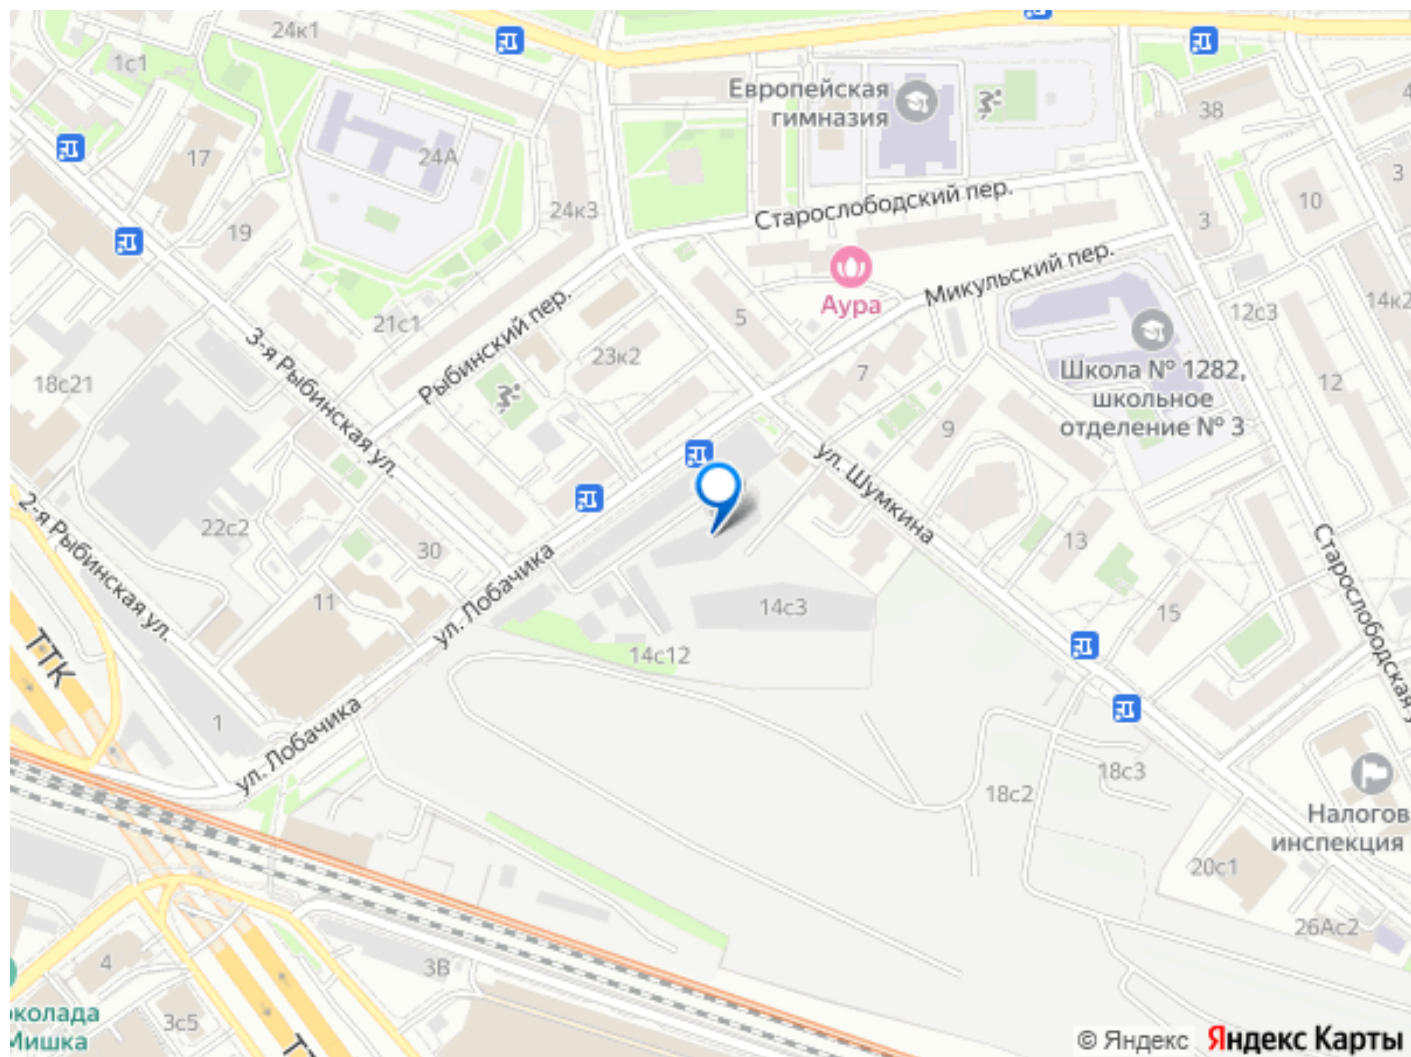 24к1
1с1
Европейская
гимназия
38
4
17
24А
3
24к3
Старослободский пер.
10
19
3
Микульский пер.
Аура
12с3
14к2
21с1
Рыбинский пер.
5
3-я Рыбинская ул.
23к2
7
Школа № 1282,
школьное
отделение № 3
12
18с21
9
ул. Шумкина
2-я Рыбинская ул.
22с2
30
13
Старослободская
ул. Лобачика
11
14с3
15
ТТК
14с12
1
ул. Лобачика
18с3
18с2
Налогов
инспекция
20с1
26Ас2
4
3В
околада
Мишка
3с5
© Яндекс Яндекс Карты